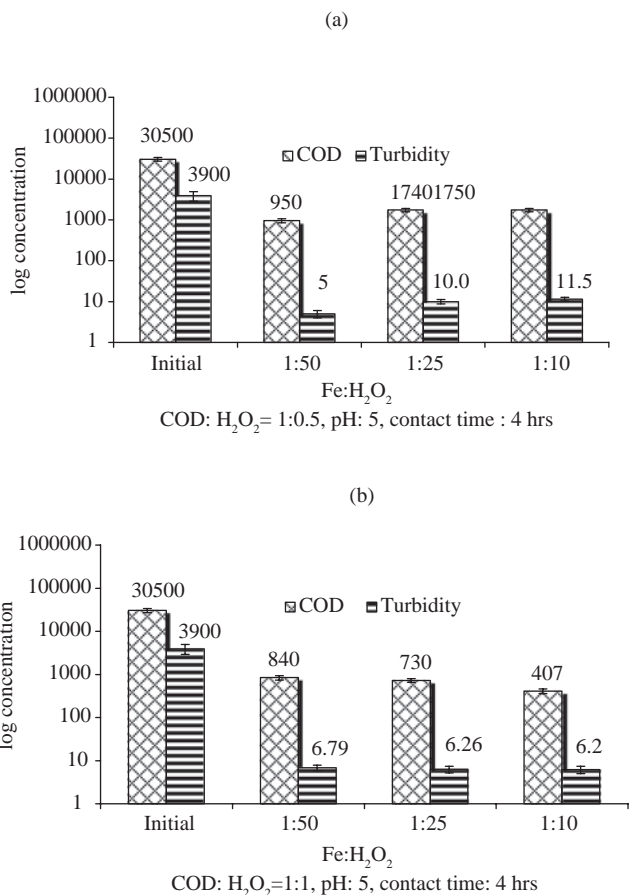 (a)
log concentration
1000000
100000
10000
1000
100
10
1
30500
3900
COD Turbidity
950
5
17401750
10.0
11.5
Initial 1:50 1:25 1:10
Fe:H₂O₂
COD: H₂O₂= 1:0.5, pH: 5, contact time : 4 hrs
(b)
log concentration
1000000
100000
10000
1000
100
10
1
30500
3900
COD Turbidity
840
6.79
730
6.26
407
6.2
Initial 1:50 1:25 1:10
Fe:H₂O₂
COD: H₂O₂=1:1, pH: 5, contact time: 4 hrs